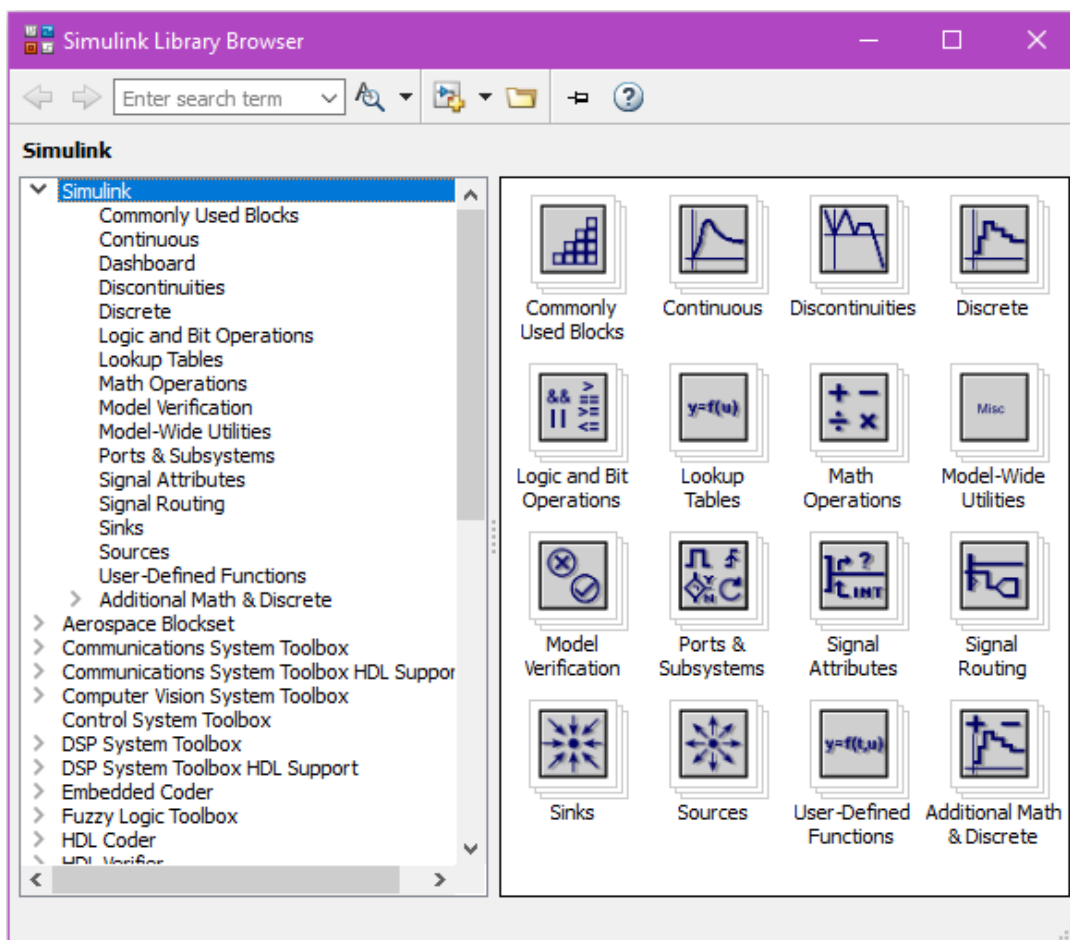 Simulink Library Browser
Enter search term
Simulink
Simulink
Commonly Used Blocks
Continuous
Dashboard
Discontinuities
Discrete
Logic and Bit Operations
Lookup Tables
Math Operations
Model Verification
Model-Wide Utilities
Ports & Subsystems
Signal Attributes
Signal Routing
Sinks
Sources
User-Defined Functions
Additional Math & Discrete
Aerospace Blockset
Communications System Toolbox
Communications System Toolbox HDL Suppor
Computer Vision System Toolbox
Control System Toolbox
DSP System Toolbox
DSP System Toolbox HDL Support
Embedded Coder
Fuzzy Logic Toolbox
HDL Coder
HDL Verifier
Commonly
Used Blocks
Continuous
Discontinuities
Discrete
&& > ==
|| >= <=
Logic and Bit
Operations
y=f(u)
Lookup
Tables
+ −
÷ ×
Math
Operations
Misc
Model-Wide
Utilities
Model
Verification
Y
N
Ports &
Subsystems
?
INT
Signal
Attributes
Signal
Routing
Sinks
Sources
y=f(t,u)
User-Defined
Functions
+ −
Additional Math
& Discrete